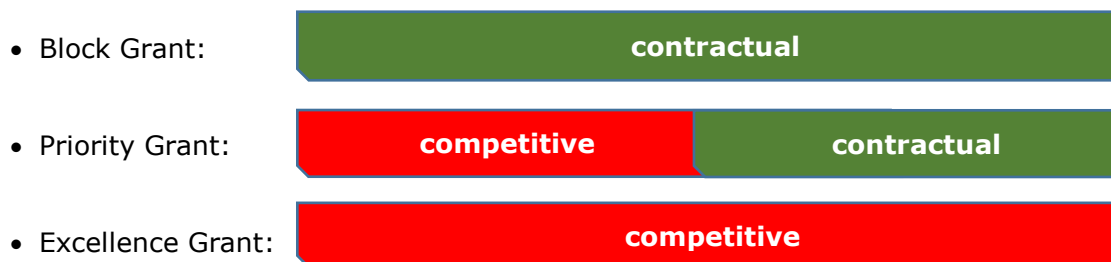 • Block Grant: contractual
• Priority Grant: competitive contractual
• Excellence Grant: competitive